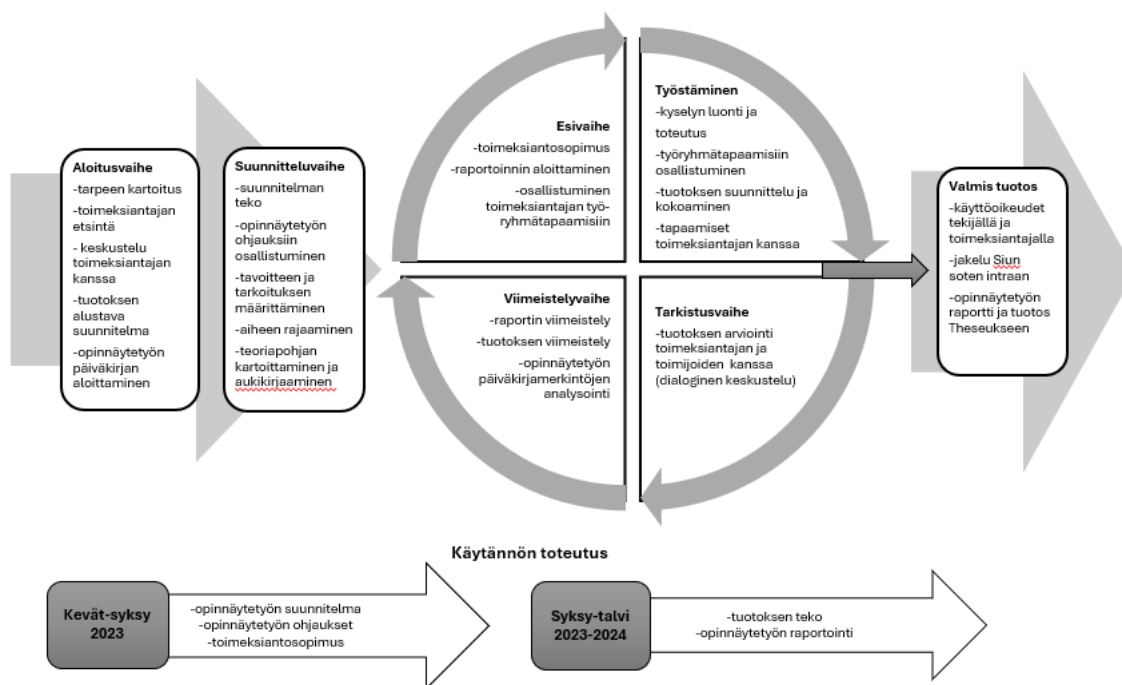 Aloitusvaihe
-tarpeen kartoitus
-toimeksiantajan
etsintä
- keskustelu
toimeksiantajan
kanssa
-tuotoksen
alustava
suunnitelma
-opinnäytetyön
päiväkirjan
aloittaminen
Suunnitteluvaihe
-suunnitelman
teko
-opinnäytetyön
ohjauksiin
osallistuminen
-tavoitteen ja
tarkoituksen
määrittäminen
-aiheen rajaaminen
-teoriapohjan
kartoittaminen ja
aukikirjaaminen
Esivaihe
-toimeksiantosopimus
-raportoinnin aloittaminen
-osallistuminen
toimeksiantajan työ-
ryhmätapaamisiin
Työstäminen
-kyselyn luonti ja
toteutus
-työryhmätapaamisiin
osallistuminen
-tuotoksen suunnittelu ja
kokoaminen
-tapaamiset
toimeksiantajan kanssa
Viimeistelyvaihe
-raportin viimeistely
-tuotoksen viimeistely
-opinnäytetyön
päiväkirjamerkintöjen
analysointi
Tarkistusvaihe
-tuotoksen arviointi
toimeksiantajan ja
toimijoiden kanssa
(dialoginen keskustelu)
Valmis tuotos
-käyttöoikeudet
tekijällä ja
toimeksiantajalla
-jakelu Siun
soten intraan
-opinnäytetyön
raportti ja tuotos
Theseukseen
Käytännön toteutus
Kevät-syksy
2023
-opinnäytetyön suunnitelma
-opinnäytetyön ohjaukset
-toimeksiantosopimus
Syksy-talvi
2023-2024
-tuotoksen teko
-opinnäytetyön raportointi